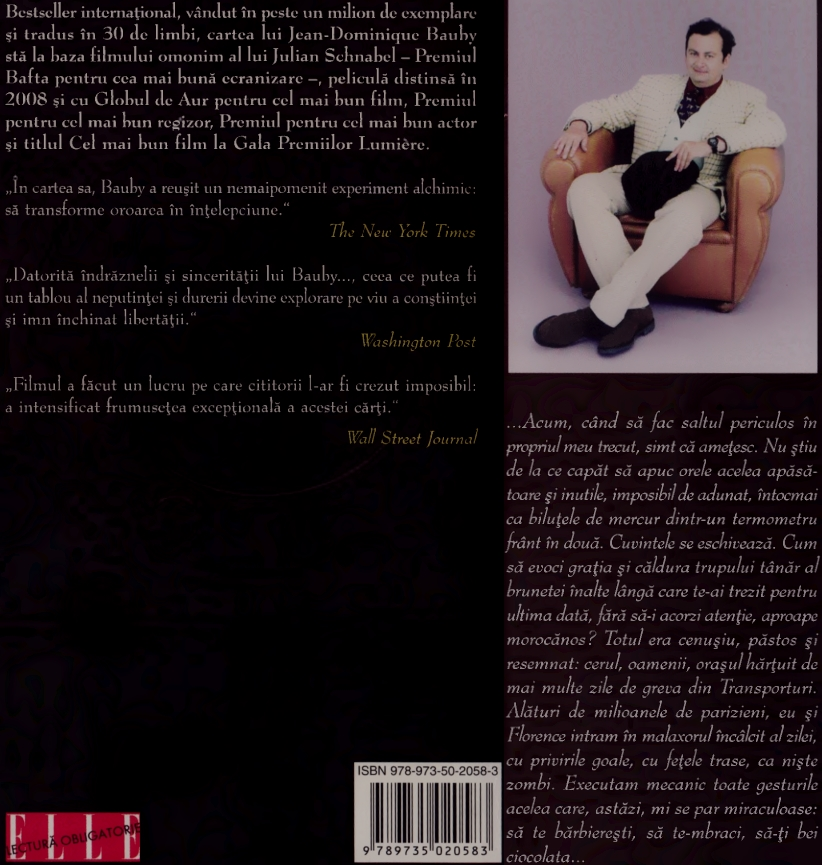 Bestseller internaţional, vândut în peste un milion de exemplare
şi tradus în 30 de limbi, cartea lui Jean-Dominique Bauby
stă la baza filmului omonim al lui Julian Schnabel – Premiul
Bafta pentru cea mai bună ecranizare –, peliculă distinsă în
2008 şi cu Globul de Aur pentru cel mai bun film, Premiul
pentru cel mai bun regizor, Premiul pentru cel mai bun actor
şi titlul Cel mai bun film la Gala Premiilor Lumière.
„În cartea sa, Bauby a reuşit un nemaipomenit experiment alchimic:
să transforme oroarea în înţelepciune.“
The New York Times
„Datorită îndrăznelii şi sincerităţii lui Bauby..., ceea ce putea fi
un tablou al neputinţei şi durerii devine explorare pe viu a conştiinţei
şi imn închinat libertăţii.“
Washington Post
„Filmul a făcut un lucru pe care cititorii l-ar fi crezut imposibil:
a intensificat frumuseţea excepţională a acestei cărţi.“
Wall Street Journal
...Acum, când să fac saltul periculos în
propriul meu trecut, simt că ameţesc. Nu ştiu
de la ce capăt să apuc orele acelea apăsă-
toare şi inutile, imposibil de adunat, întocmai
ca biluţele de mercur dintr-un termometru
frânt în două. Cuvintele se eschivează. Cum
să evoci graţia şi căldura trupului tânăr al
brunetei înalte lângă care te-ai trezit pentru
ultima dată, fără să-i acorzi atenţie, aproape
morocănos? Totul era cenuşiu, păstos şi
resemnat: cerul, oamenii, oraşul hărţuit de
mai multe zile de greva din Transporturi.
Alături de milioanele de parizieni, eu şi
Florence intram în malaxorul încâlcit al zilei,
cu privirile goale, cu feţele trase, ca nişte
zombi. Executam mecanic toate gesturile
acelea care, astăzi, mi se par miraculoase:
să te bărbiereşti, să te-mbraci, să-ţi bei
ciocolata...
ISBN 978-973-50-2058-3
9 789735 020583
ELLE
LECTURĂ OBLIGATORIE